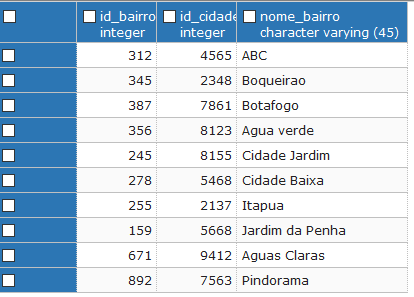 id_bairro id_cidade nome_bairro
integer integer character varying (45)
312 4565 ABC
345 2348 Boqueirao
387 7861 Botafogo
356 8123 Agua verde
245 8155 Cidade Jardim
278 5468 Cidade Baixa
255 2137 Itapua
159 5668 Jardim da Penha
671 9412 Aguas Claras
892 7563 Pindorama